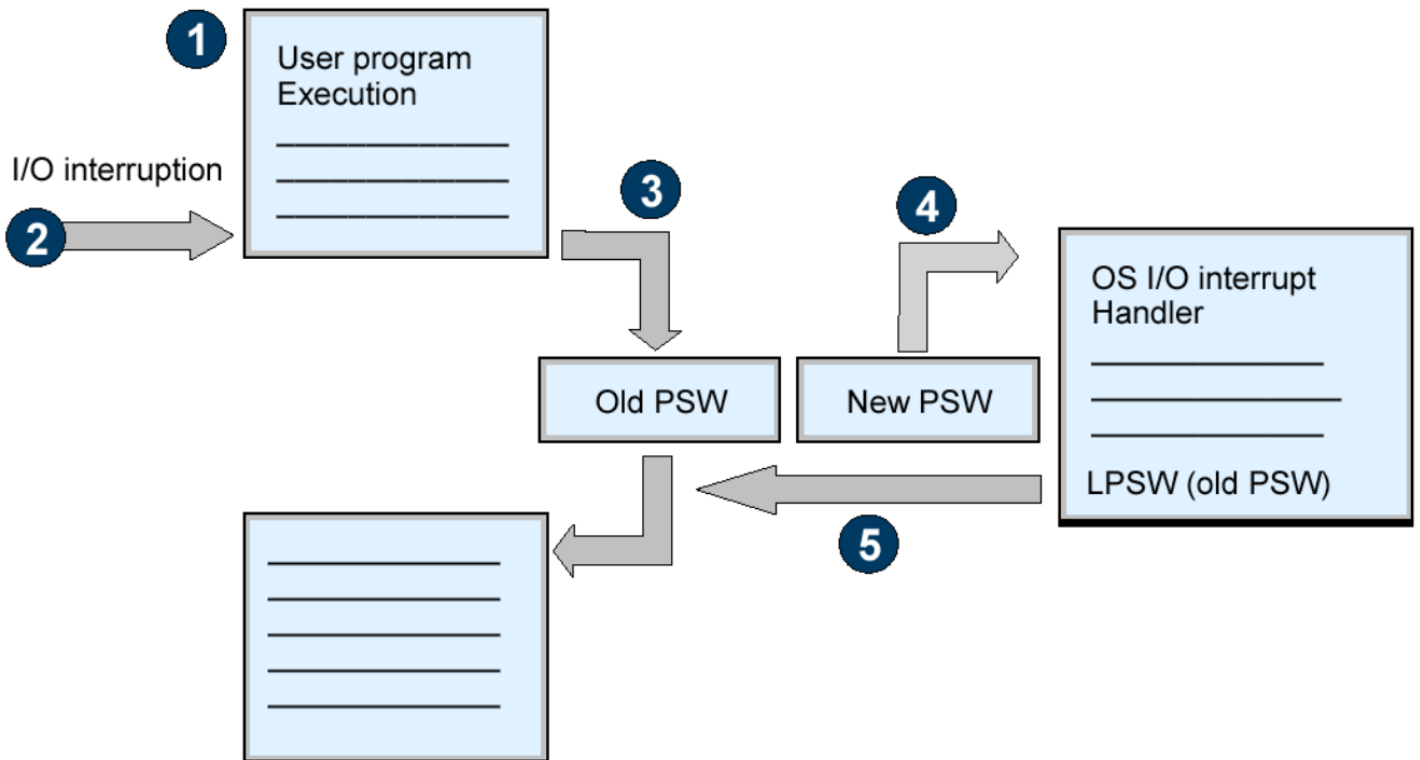 1
User program
Execution
I/O interruption
2
3
4
OS I/O interrupt
Handler
Old PSW
New PSW
LPSW (old PSW)
5